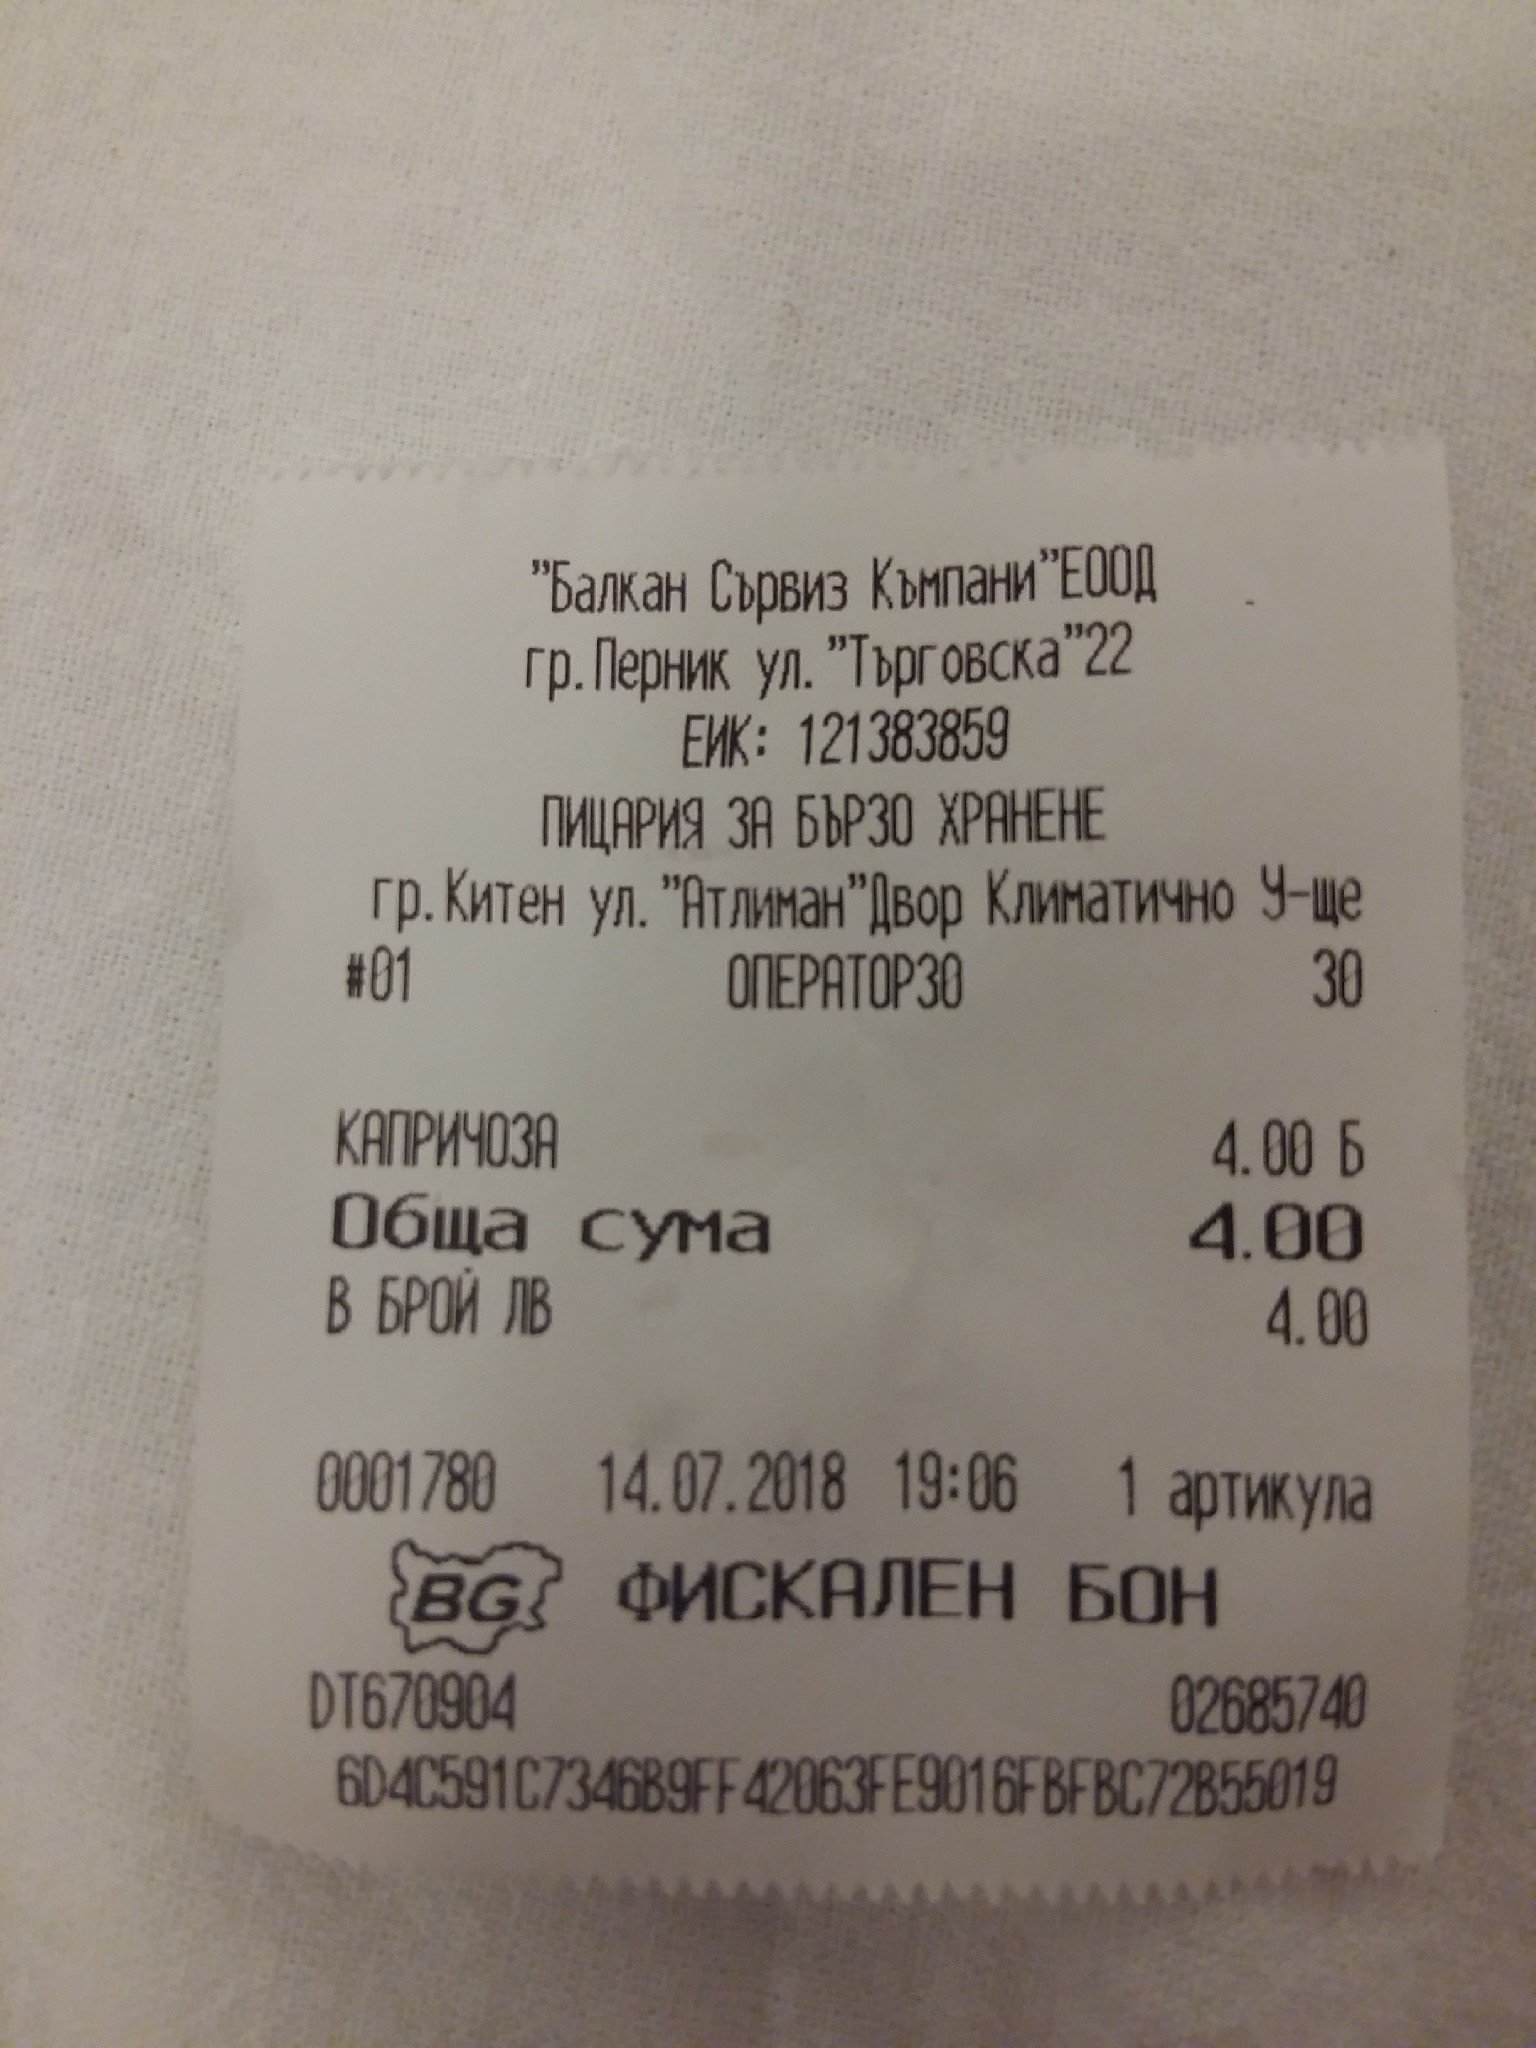 "Балкан Сървиз Къмпани"ЕООД
гр.Перник ул."Търговска"22
ЕИК: 121383859
ПИЦАРИЯ ЗА БЪРЗО ХРАНЕНЕ
гр.Китен ул."Атлиман"Двор Климатично У-ще
#01 ОПЕРАТОР30 30
КАПРИЧОЗА 4.00 Б
Обща сума 4.00
В БРОЙ ЛВ 4.00
0001780 14.07.2018 19:06 1 артикула
BG ФИСКАЛЕН БОН
DT670904 02685740
6D4C591C7346B9FF42063FE9016FBFBC72B55019